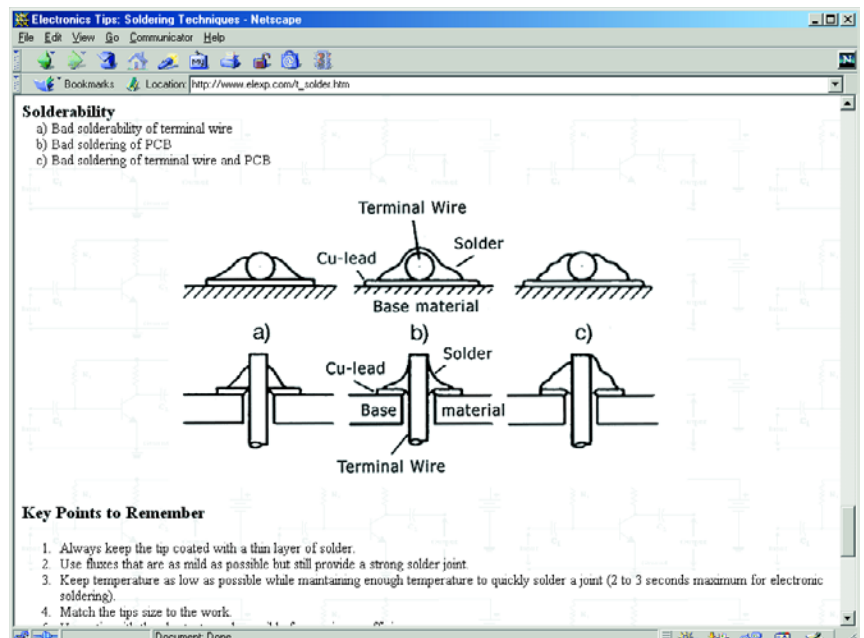 Electronics Tips: Soldering Techniques - Netscape
File Edit View Go Communicator Help
Bookmarks Location: http://www.elexp.com/t_solder.htm
Solderability
a) Bad solderability of terminal wire
b) Bad soldering of PCB
c) Bad soldering of terminal wire and PCB
Terminal Wire
Cu-lead Solder
Base material
a) b) c)
Cu-lead Solder
Base material
Terminal Wire
Key Points to Remember
1. Always keep the tip coated with a thin layer of solder.
2. Use fluxes that are as mild as possible but still provide a strong solder joint.
3. Keep temperature as low as possible while maintaining enough temperature to quickly solder a joint (2 to 3 seconds maximum for electronic
soldering).
4. Match the tips size to the work.
Document: Done